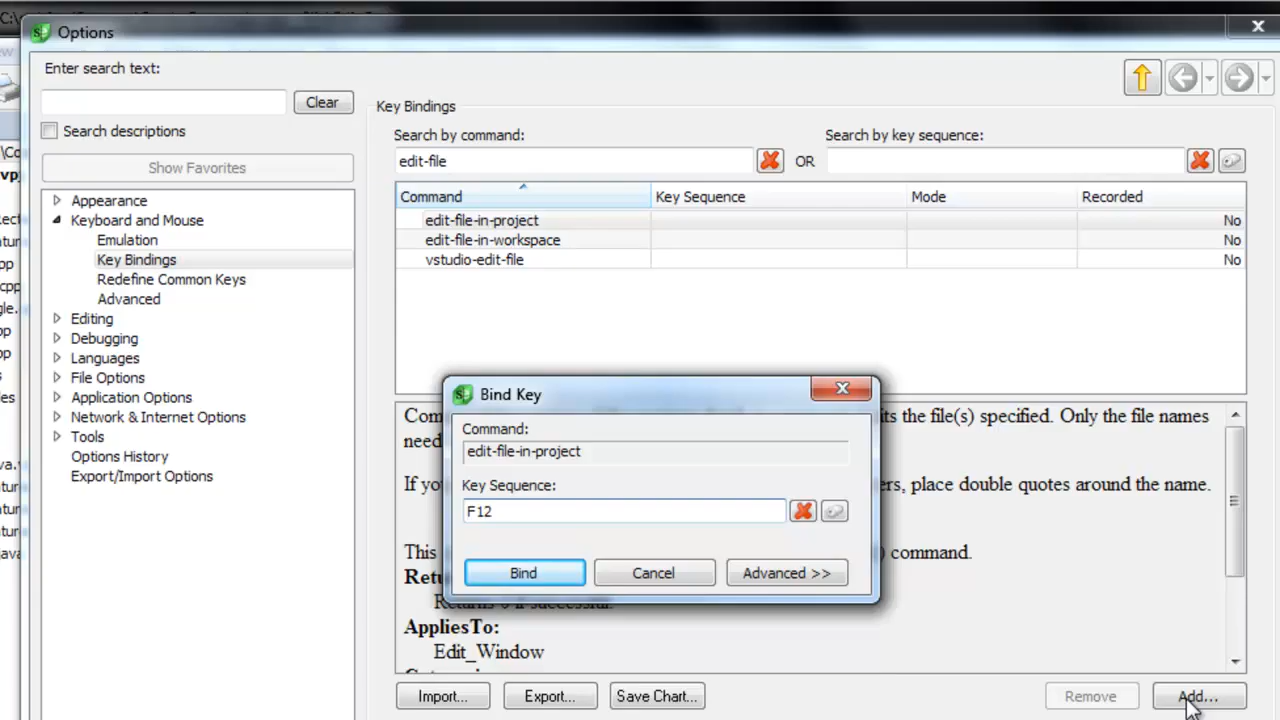 Options
Enter search text:
Clear
Search descriptions
Show Favorites
Appearance
Keyboard and Mouse
Emulation
Key Bindings
Redefine Common Keys
Advanced
Editing
Debugging
Languages
File Options
Application Options
Network & Internet Options
Tools
Options History
Export/Import Options
Key Bindings
Search by command:
Search by key sequence:
edit-file
OR
Command Key Sequence Mode Recorded
edit-file-in-project No
edit-file-in-workspace No
vstudio-edit-file No
Bind Key
Command:
edit-file-in-project
Key Sequence:
F12
Bind Cancel Advanced >>
the file(s) specified. Only the file names
need
If
place double quotes around the name.
This command.
Returns 0 if successful.
AppliesTo:
Edit_Window
Import... Export... Save Chart... Remove Add...